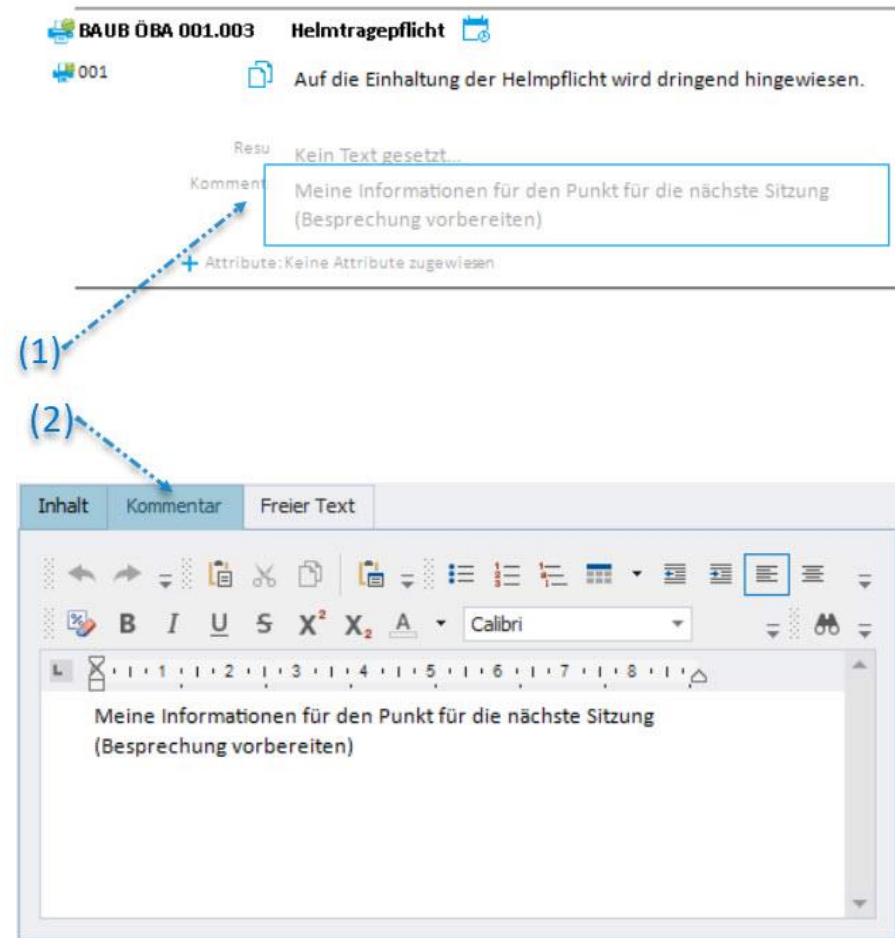 BAUB ÖBA 001.003 Helmtragepflicht
001 Auf die Einhaltung der Helmpflicht wird dringend hingewiesen.
Resu Kein Text gesetzt...
Komment Meine Informationen für den Punkt für die nächste Sitzung
(Besprechung vorbereiten)
Attribute: Keine Attribute zugewiesen
(1)
(2)
Inhalt Kommentar Freier Text
B I U S X² X₂ A Calibri
L 1 2 3 4 5 6 7 8
Meine Informationen für den Punkt für die nächste Sitzung
(Besprechung vorbereiten)